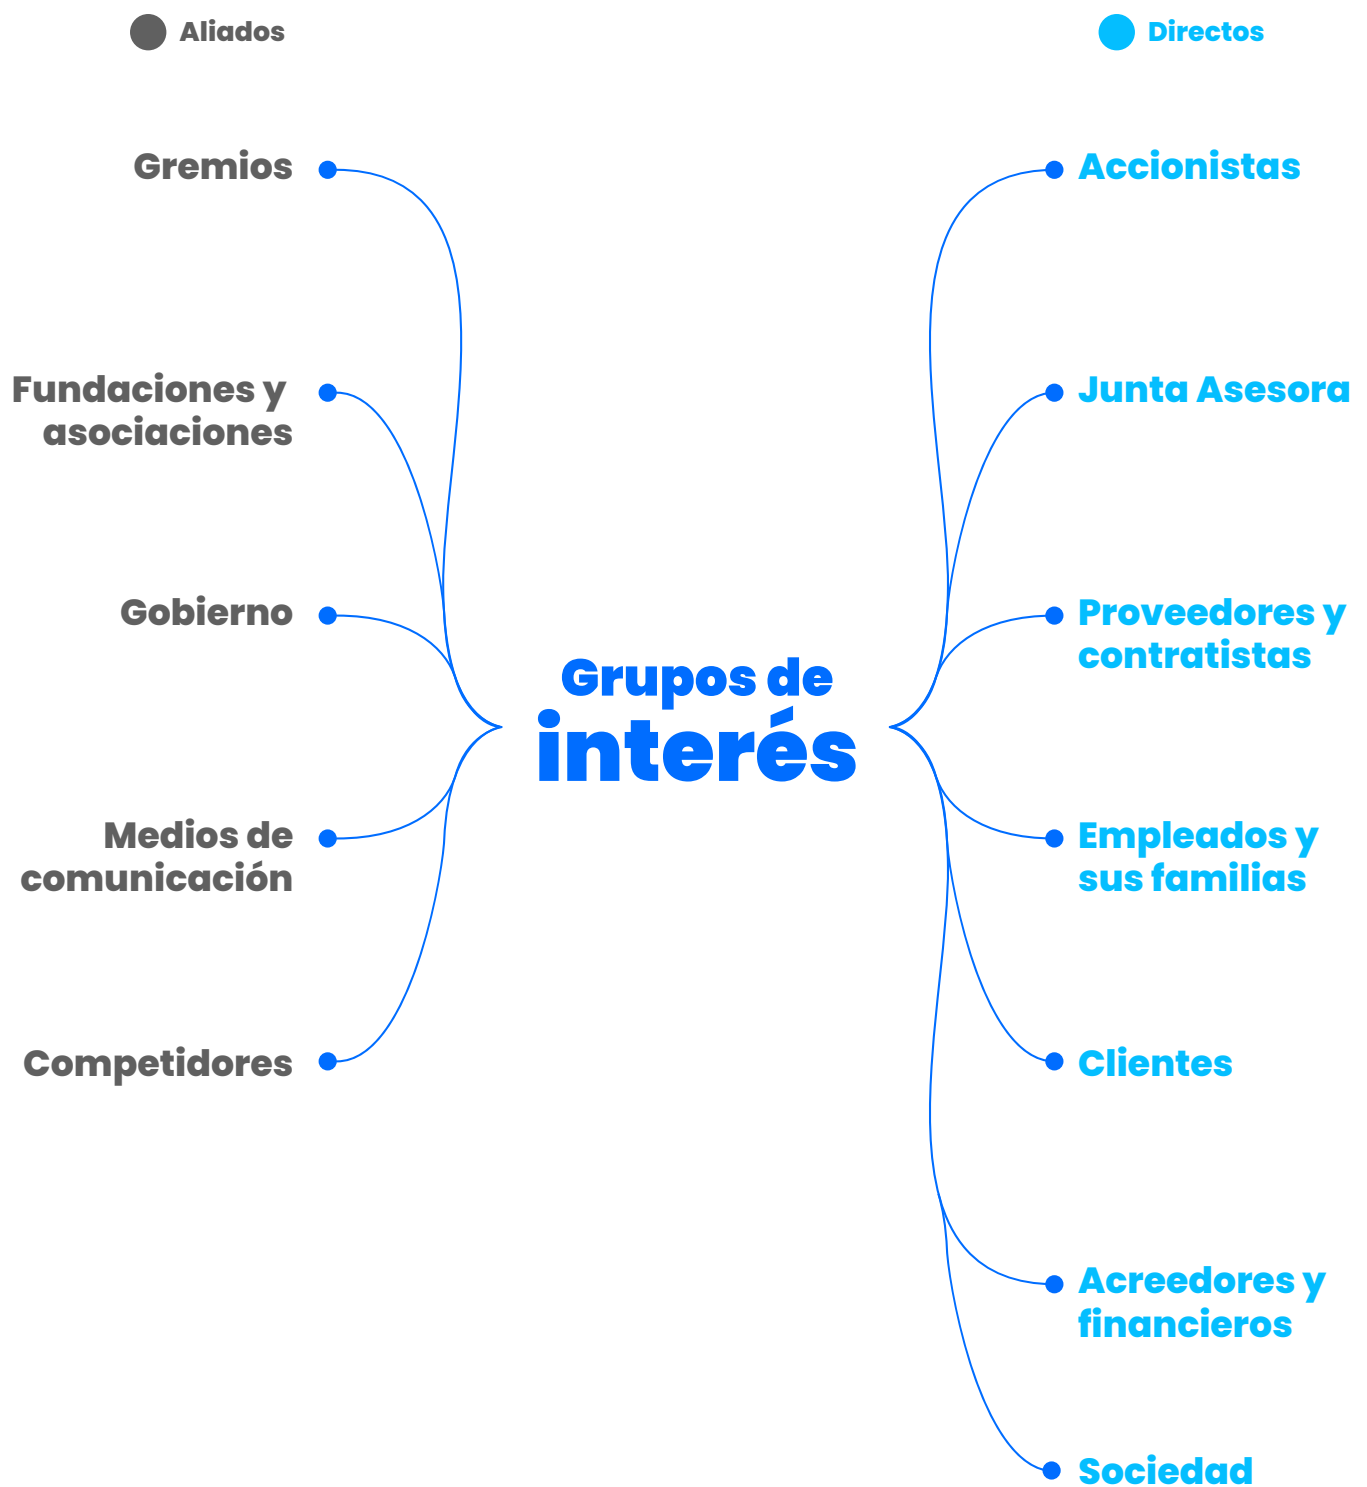 Aliados
Gremios
Fundaciones y
asociaciones
Gobierno
Medios de
comunicación
Competidores
Grupos de
interés
Directos
Accionistas
Junta Asesora
Proveedores y
contratistas
Empleados y
sus familias
Clientes
Acreedores y
financieros
Sociedad